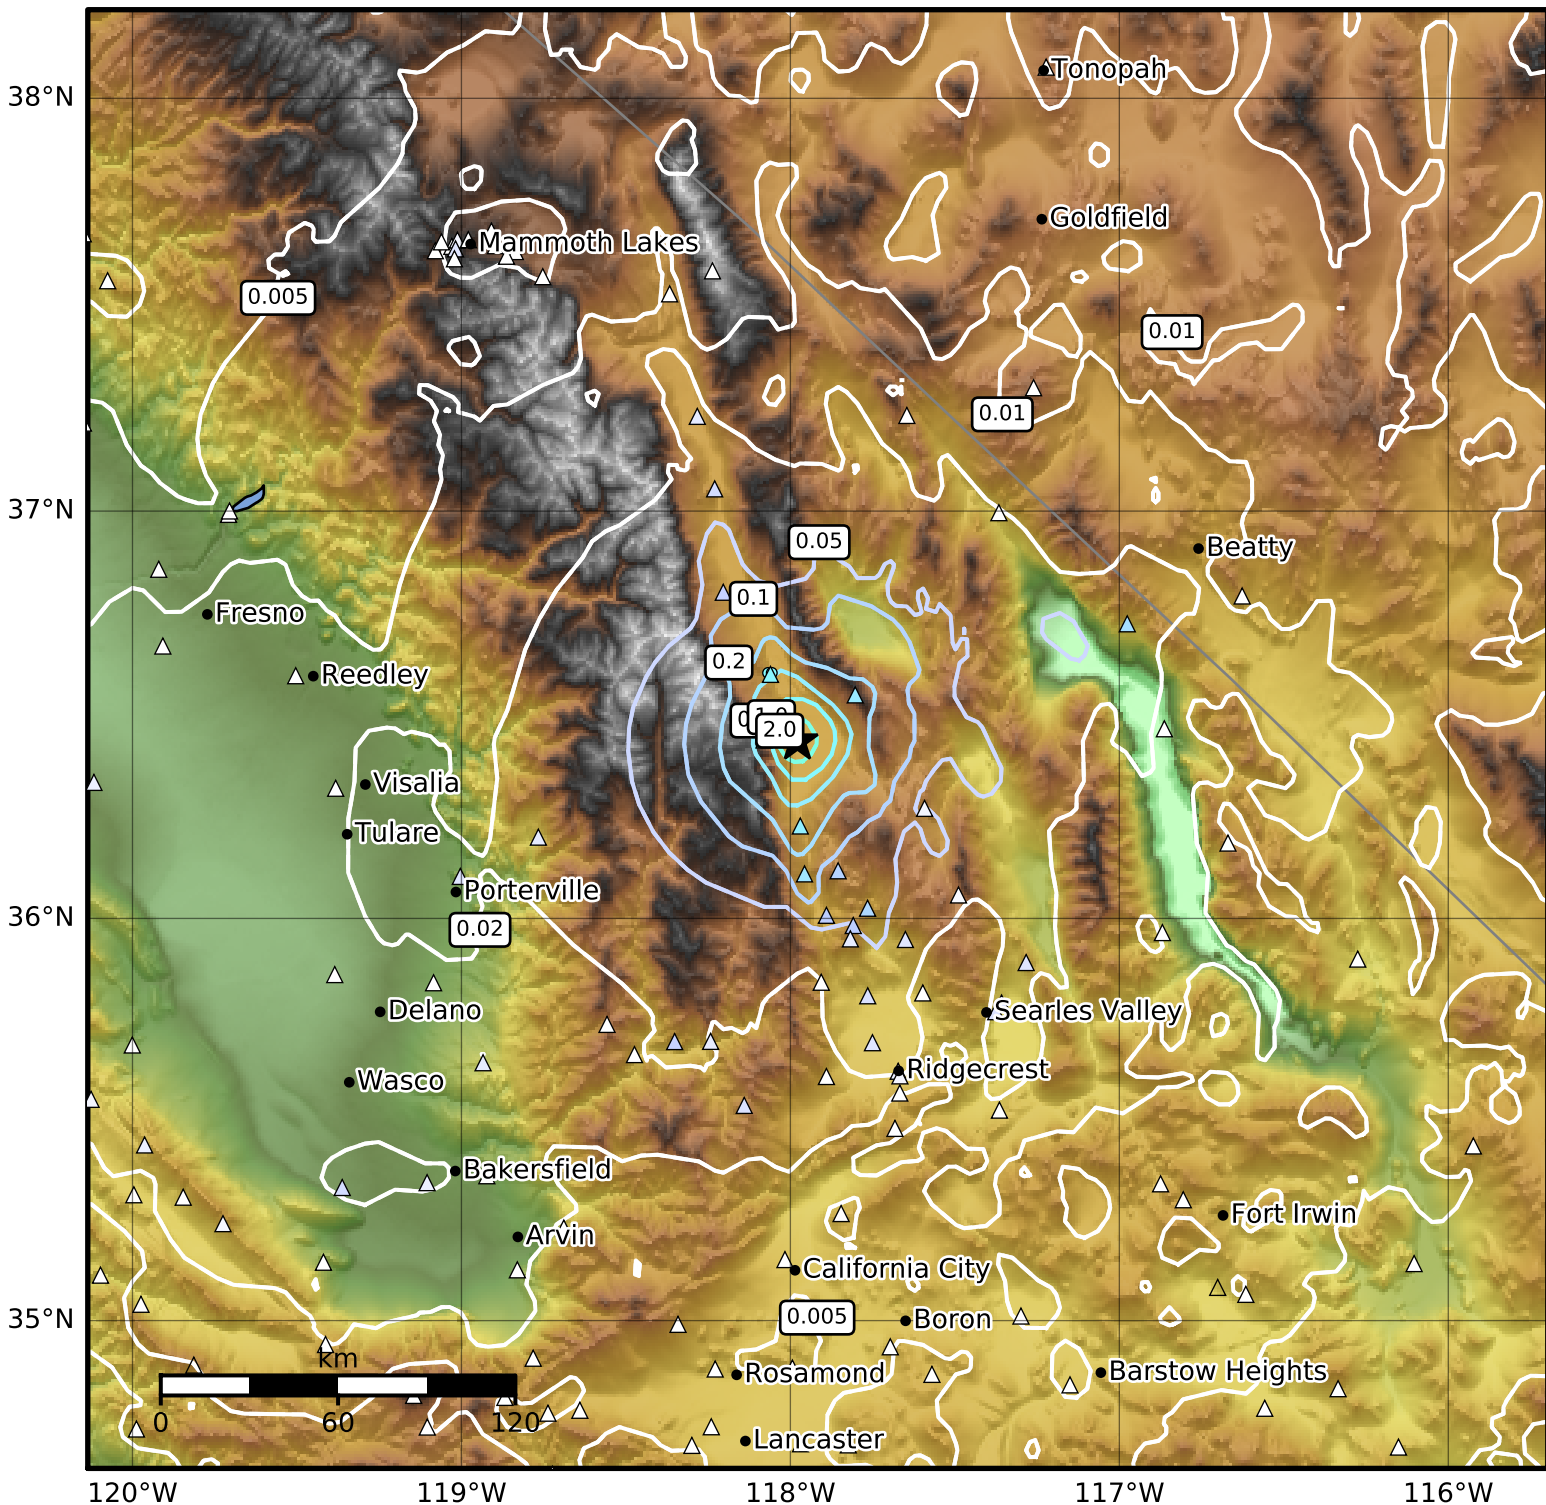 38°N
Tonopah
Goldfield
Mammoth Lakes
0.005
0.01
0.01
37°N
0.05
Beatty
0.1
Fresno
0.2
Reedley
2.0
Visalia
Tulare
Porterville
36°N
0.02
Delano
Searles Valley
Wasco
Ridgecrest
Bakersfield
Fort Irwin
Arvin
California City
35°N
0.005
Boron
km
Rosamond
Barstow Heights
0
60
120
Lancaster
120°W
119°W
118°W
117°W
116°W